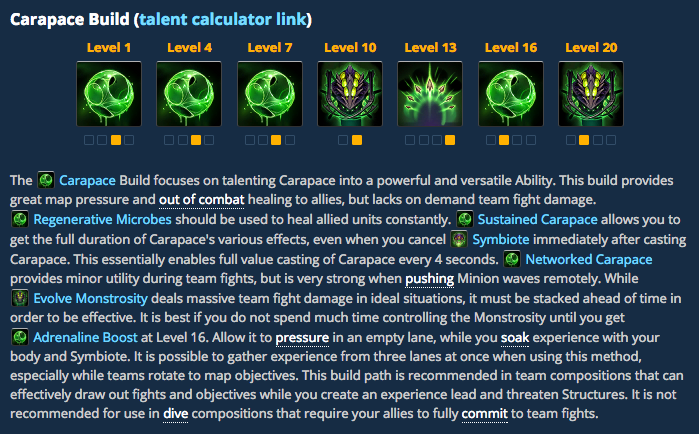 Carapace Build (talent calculator link)
Level 1 Level 4 Level 7 Level 10 Level 13 Level 16 Level 20
The Carapace Build focuses on talenting Carapace into a powerful and versatile Ability. This build provides
great map pressure and out of combat healing to allies, but lacks on demand team fight damage.
Regenerative Microbes should be used to heal allied units constantly. Sustained Carapace allows you to
get the full duration of Carapee's various effects, even when you cancel Symbiote immediately after casting
Carapace. This essentially enables full value casting of Carapace every 4 seconds. Networked Carapace
provides minor utility during team fights, but is very strong when pushing Minion waves remotely. While
Evolve Monstrosity deals massive team fight damage in ideal situations, it must be stacked ahead of time in
order to be effective. It is best if you do not spend much time controlling the Monstrosity until you get
Adrenaline Boost at Level 16. Allow it to pressure in an empty lane, while you soak experience with your
body and Symbiote. It is possible to gather experience from three lanes at once when using this method,
especially while teams rotate to map objectives. This build path is recommended in team compositions that can
effectively draw out fights and objectives while you create an experience lead and threaten Structures. It is not
recommended for use in dive compositions that require your allies to fully commit to team fights.